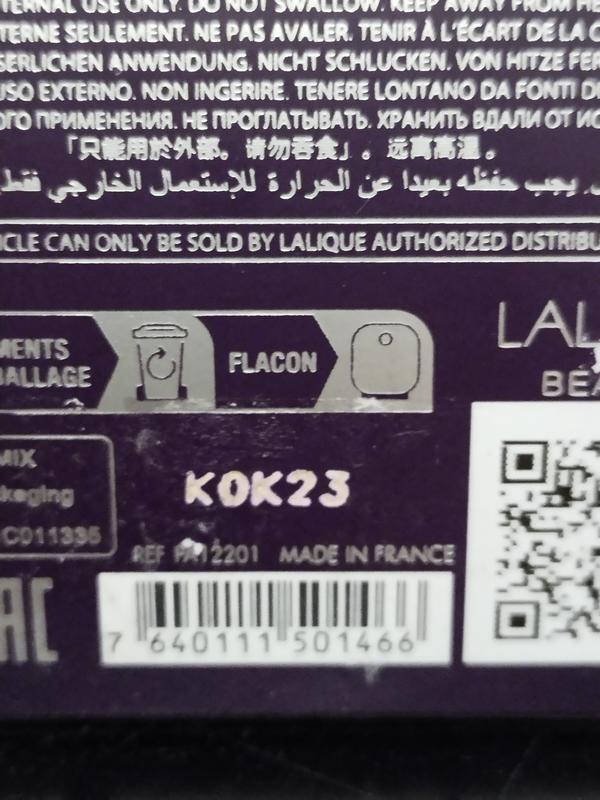 TERNAL USE ONLY. DO NOT SWALLOW. KEEP AWAY FROM HE
TERNE SEULEMENT. NE PAS AVALER. TENIR À L'ÉCART DE LA C
SERLICHEN ANWENDUNG. NICHT SCHLUCKEN. VON HITZE FER
USO ESTERNO. NON INGERIRE. TENERE LONTANO DA FONTI DI
ОГО ПРИМЕНЕНИЯ. НЕ ПРОГЛАТЫВАТЬ. ХРАНИТЬ ВДАЛИ ОТ ИС
「只能用於外部。请勿吞食」。远离高温。
يجب حفظه بعيدا عن الحرارة للإستعمال الخارجي فقط
ICLE CAN ONLY BE SOLD BY LALIQUE AUTHORIZED DISTRIBU
MENTS
BALLAGE
FLACON
LAL
BEA
MIX
ckaging
C011335
K0K23
REF PA12201 MADE IN FRANCE
EAC
7 640111 501466